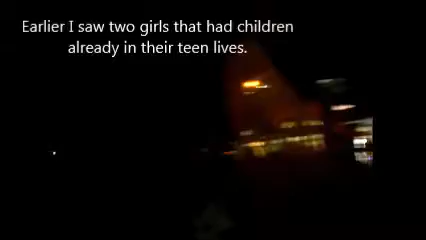 Earlier I saw two girls that had children
already in their teen lives.